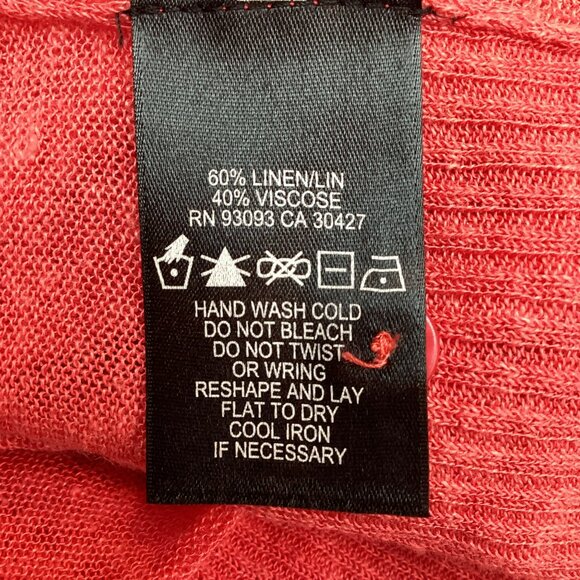 60% LINEN/LIN
40% VISCOSE
RN 93093 CA 30427
HAND WASH COLD
DO NOT BLEACH
DO NOT TWIST
OR WRING
RESHAPE AND LAY
FLAT TO DRY
COOL IRON
IF NECESSARY